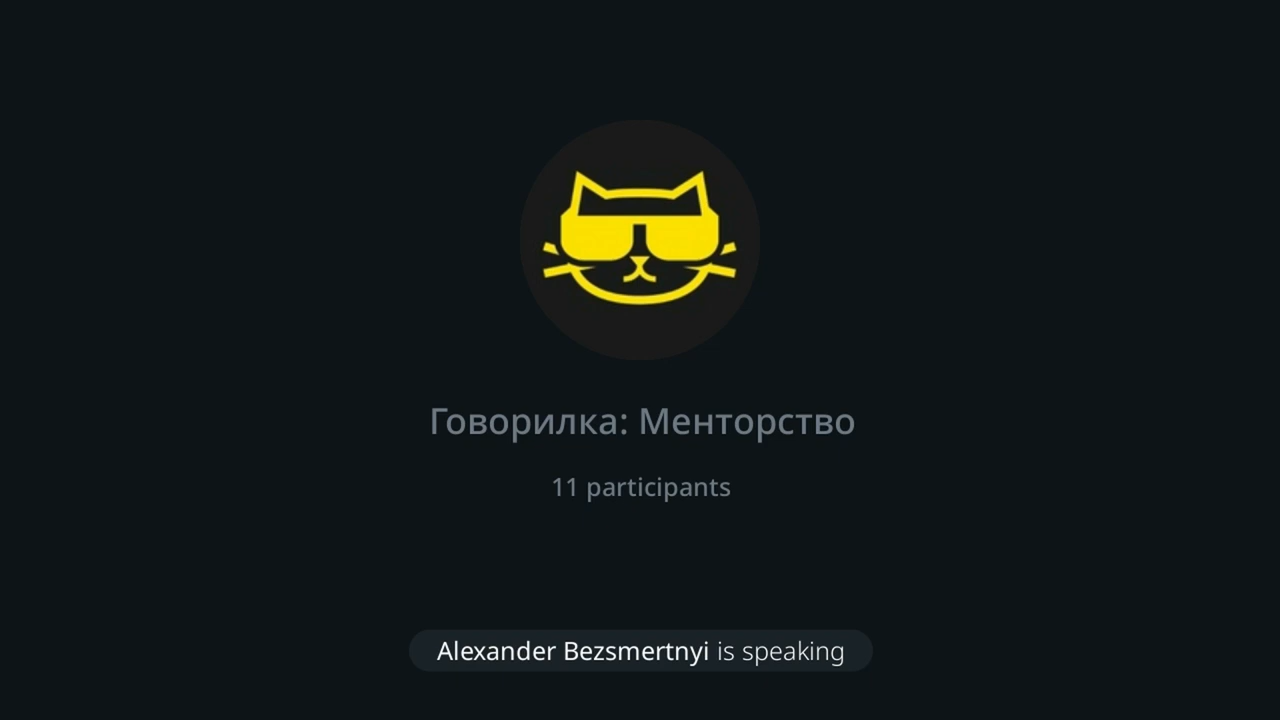 Говорилка: Менторство
11 participants
Alexander Bezsmertnyi is speaking